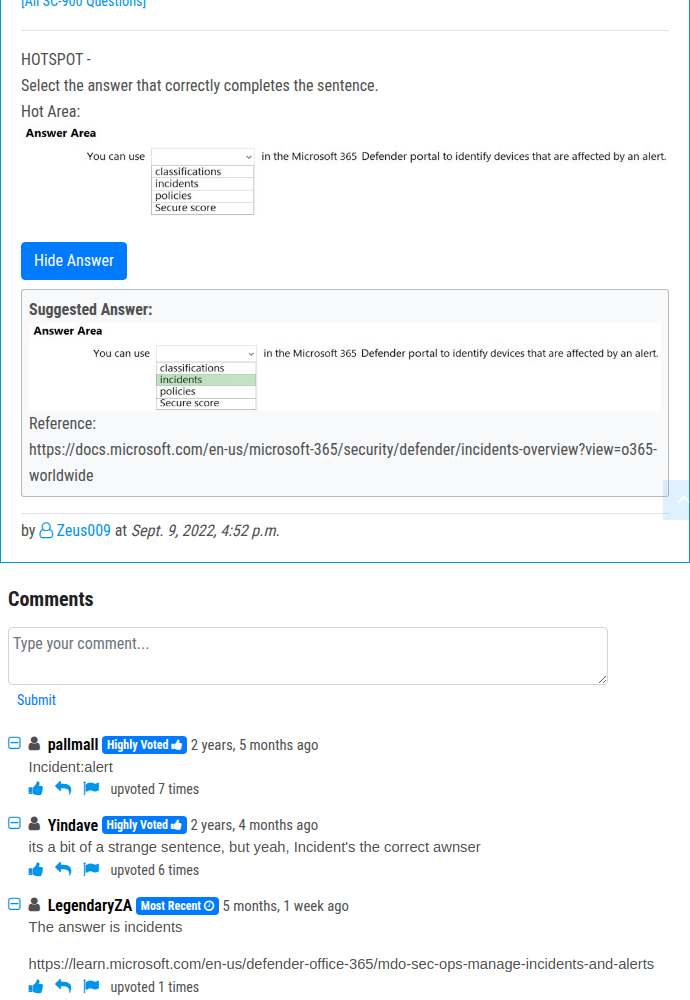 [All SC-900 Questions]
HOTSPOT -
Select the answer that correctly completes the sentence.
Hot Area:
Answer Area
You can use in the Microsoft 365 Defender portal to identify devices that are affected by an alert.
classifications
incidents
policies
Secure score
Hide Answer
Suggested Answer:
Answer Area
You can use in the Microsoft 365 Defender portal to identify devices that are affected by an alert.
classifications
incidents
policies
Secure score
Reference:
https://docs.microsoft.com/en-us/microsoft-365/security/defender/incidents-overview?view=o365-
worldwide
by Zeus009 at Sept. 9, 2022, 4:52 p.m.
Comments
Type your comment...
Submit
pallmall Highly Voted 2 years, 5 months ago
Incident:alert
upvoted 7 times
Yindave Highly Voted 2 years, 4 months ago
its a bit of a strange sentence, but yeah, Incident's the correct awnser
upvoted 6 times
LegendaryZA Most Recent 5 months, 1 week ago
The answer is incidents
https://learn.microsoft.com/en-us/defender-office-365/mdo-sec-ops-manage-incidents-and-alerts
upvoted 1 times